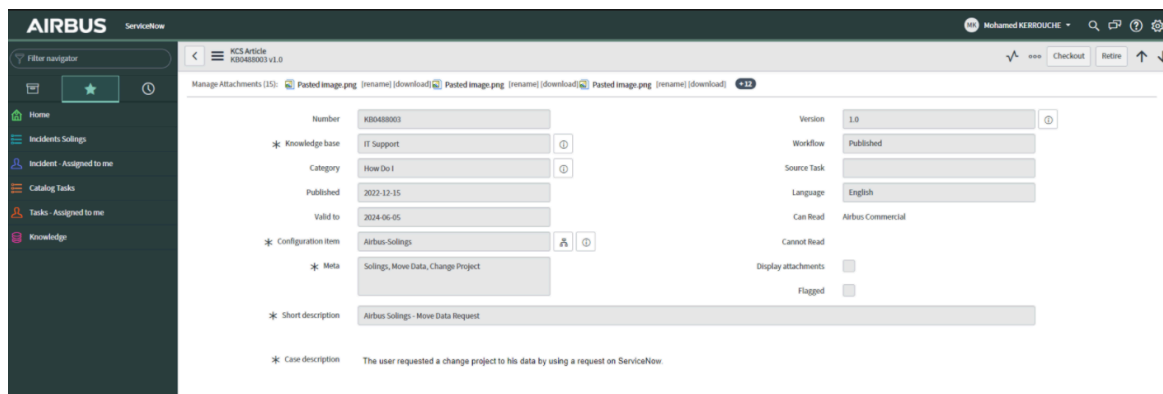 AIRBUS ServiceNow
MK Mohamed KERROUCHE
Filter navigator
KCS Article
KB0488003 v1.0
Checkout Retire
Manage Attachments (15): Pasted image.png [rename] [download] Pasted image.png [rename] [download] Pasted image.png [rename] [download] +12
Home
Incidents Solings
Incident - Assigned to me
Catalog Tasks
Tasks - Assigned to me
Knowledge
Number KB0488003 Version 1.0
Knowledge base IT Support Workflow Published
Category How Do I Source Task
Published 2022-12-15 Language English
Valid to 2024-06-05 Can Read Airbus Commercial
Configuration item Airbus-Solings Cannot Read
Meta Solings, Move Data, Change Project Display attachments
Flagged
Short description Airbus Solings - Move Data Request
Case description The user requested a change project to his data by using a request on ServiceNow.